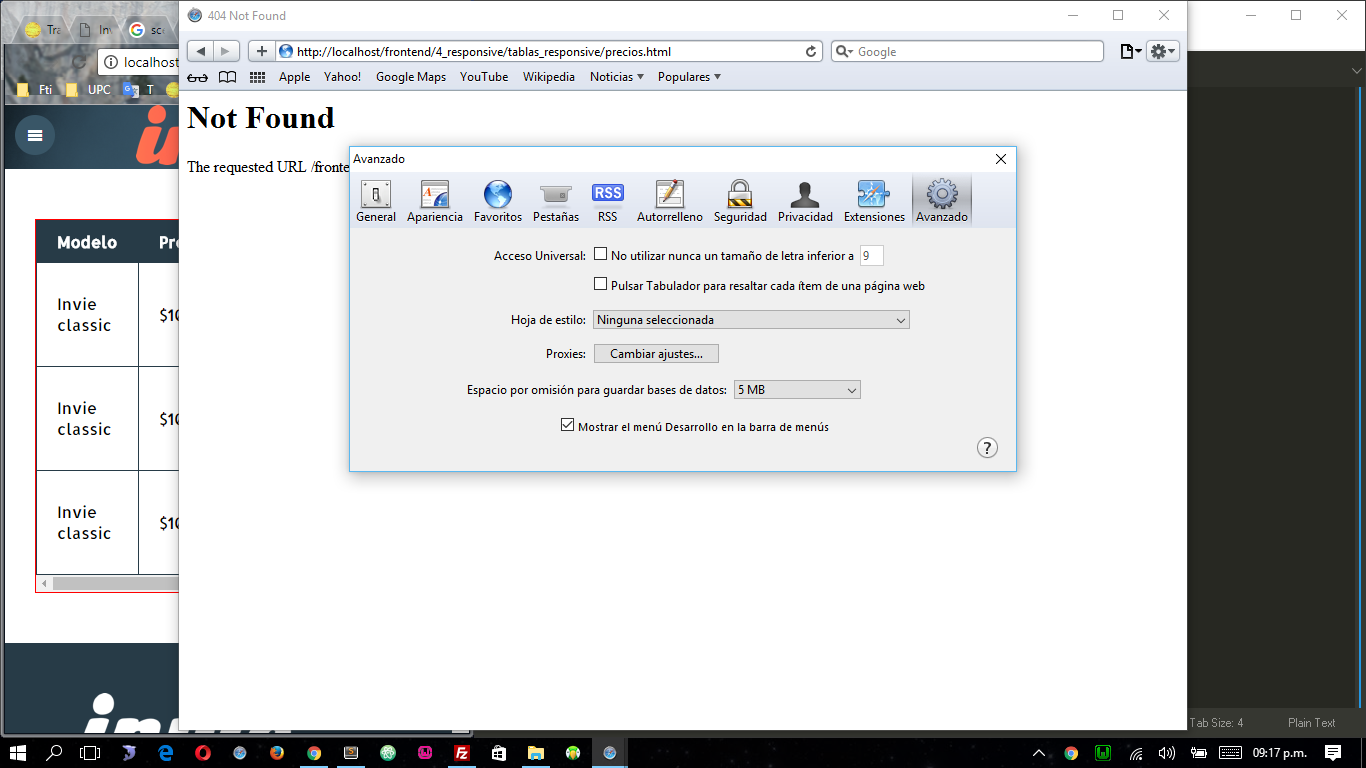 404 Not Found
http://localhost/frontend/4_responsive/tablas_responsive/precios.html
Google
Apple Yahoo! Google Maps YouTube Wikipedia Noticias Populares
Not Found
The requested URL /fronte
Avanzado
General Apariencia Favoritos Pestañas RSS Autorrelleno Seguridad Privacidad Extensiones Avanzado
RSS
Acceso Universal: No utilizar nunca un tamaño de letra inferior a 9
Pulsar Tabulador para resaltar cada ítem de una página web
Hoja de estilo: Ninguna seleccionada
Proxies: Cambiar ajustes...
Espacio por omisión para guardar bases de datos: 5 MB
Mostrar el menú Desarrollo en la barra de menús
?
Tra In sc
localhost
Fti UPC T
Modelo Pre
Invie
classic
$10
Invie
classic
$10
Invie
classic
$10
Tab Size: 4 Plain Text
09:17 p.m.